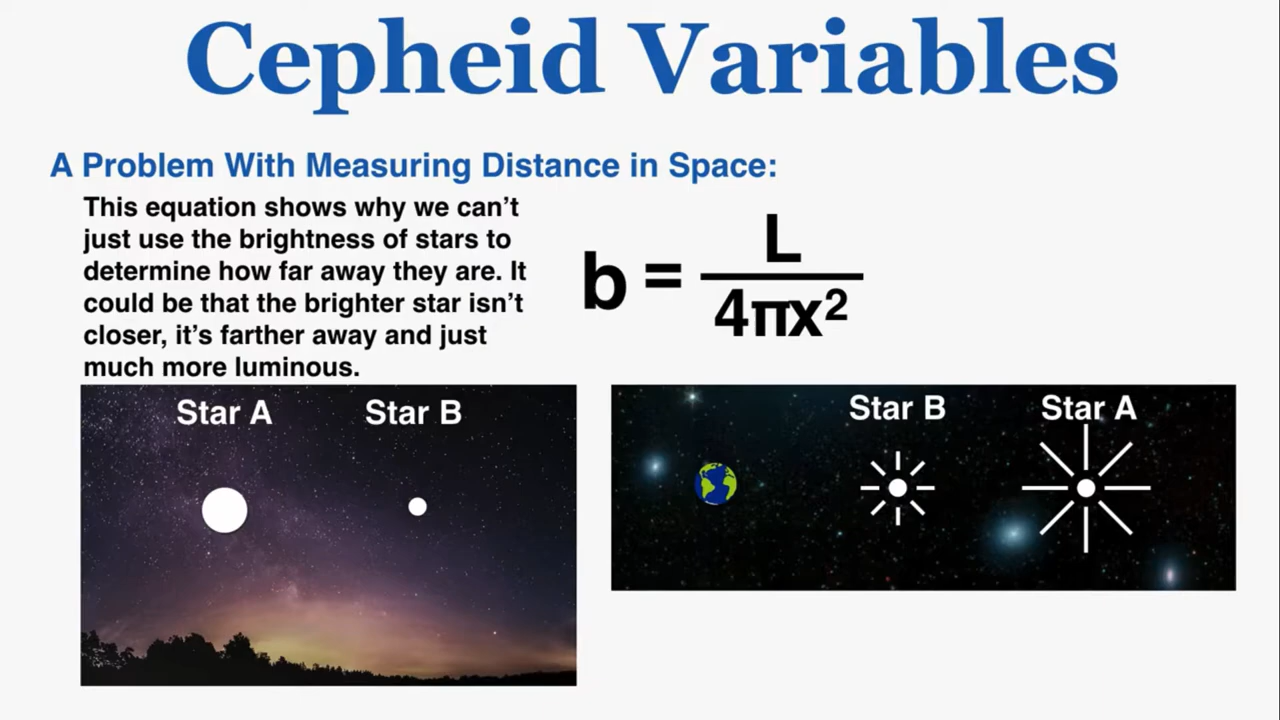 Cepheid Variables
A Problem With Measuring Distance in Space:
This equation shows why we can't
just use the brightness of stars to
determine how far away they are. It
could be that the brighter star isn't
closer, it's farther away and just
much more luminous.
b = L / 4πx²
Star A Star B
Star B Star A